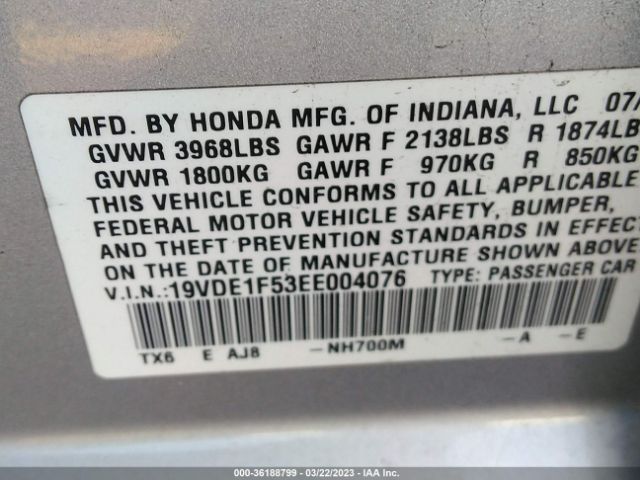 MFD. BY HONDA MFG. OF INDIANA, LLC 07/
GVWR 3968LBS GAWR F 2138LBS R 1874LB
GVWR 1800KG GAWR F 970KG R 850KG
THIS VEHICLE CONFORMS TO ALL APPLICABLE
FEDERAL MOTOR VEHICLE SAFETY, BUMPER,
AND THEFT PREVENTION STANDARDS IN EFFECT
ON THE DATE OF MANUFACTURE SHOWN ABOVE
V.I.N.:19VDE1F53EE004076 TYPE: PASSENGER CAR
TX6 E AJ8 -NH700M -A -E
000-36188799 - 03/22/2023 - IAA Inc.